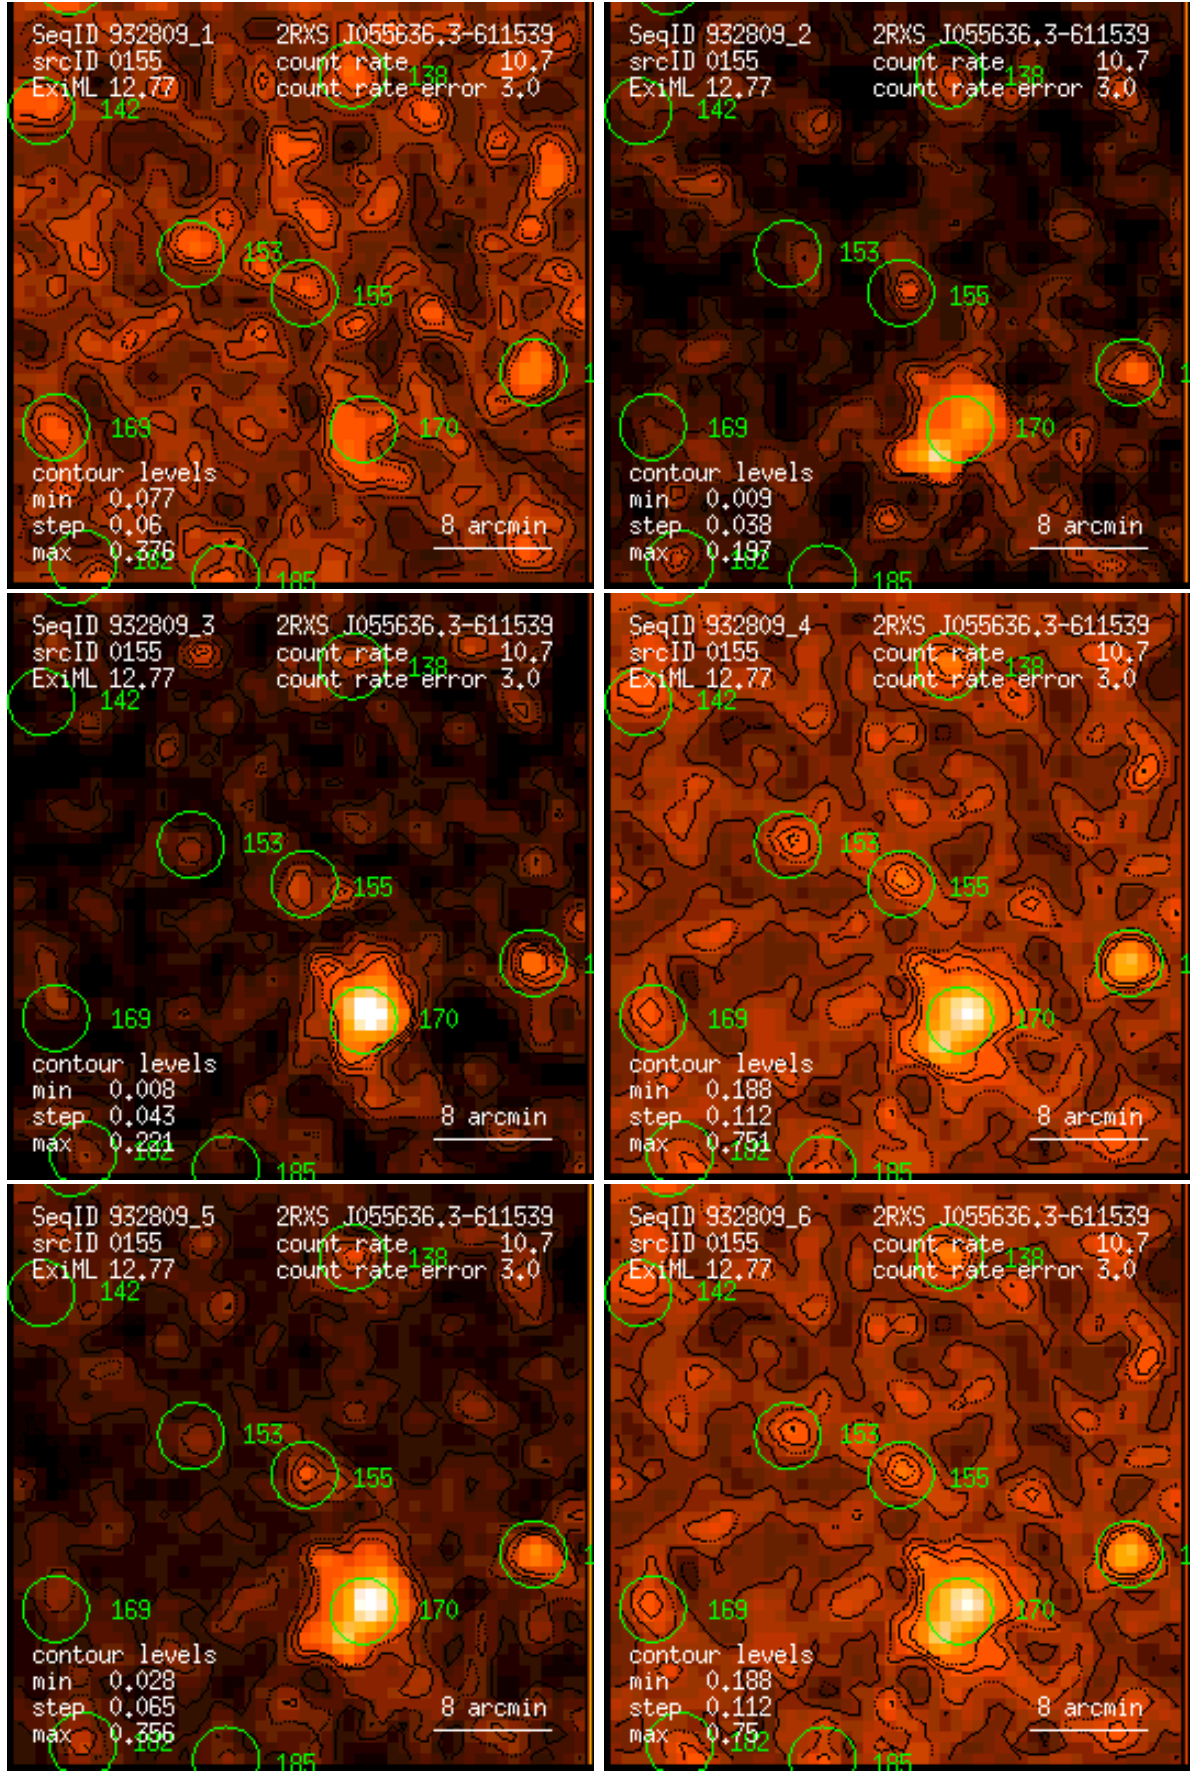 SeqID 932809_1 2RXS J055636.3-611539
srcID 0155 count rate 10.7
ExiML 12.77 count rate error 3.0
138
142
153
155
1
169
170
contour levels
min 0.077
step 0.06
max 0.376
8 arcmin
182
185
SeqID 932809_2 2RXS J055636.3-611539
srcID 0155 count rate 10.7
ExiML 12.77 count rate error 3.0
138
142
153
155
1
169
170
contour levels
min 0.009
step 0.038
max 0.197
8 arcmin
182
185
SeqID 932809_3 2RXS J055636.3-611539
srcID 0155 count rate 10.7
ExiML 12.77 count rate error 3.0
138
142
153
155
1
169
170
contour levels
min 0.008
step 0.043
max 0.221
8 arcmin
182
185
SeqID 932809_4 2RXS J055636.3-611539
srcID 0155 count rate 10.7
ExiML 12.77 count rate error 3.0
138
142
153
155
1
169
170
contour levels
min 0.188
step 0.112
max 0.751
8 arcmin
182
185
SeqID 932809_5 2RXS J055636.3-611539
srcID 0155 count rate 10.7
ExiML 12.77 count rate error 3.0
138
142
153
155
1
169
170
contour levels
min 0.028
step 0.065
max 0.356
8 arcmin
182
185
SeqID 932809_6 2RXS J055636.3-611539
srcID 0155 count rate 10.7
ExiML 12.77 count rate error 3.0
138
142
153
155
1
169
170
contour levels
min 0.188
step 0.112
max 0.75
8 arcmin
182
185